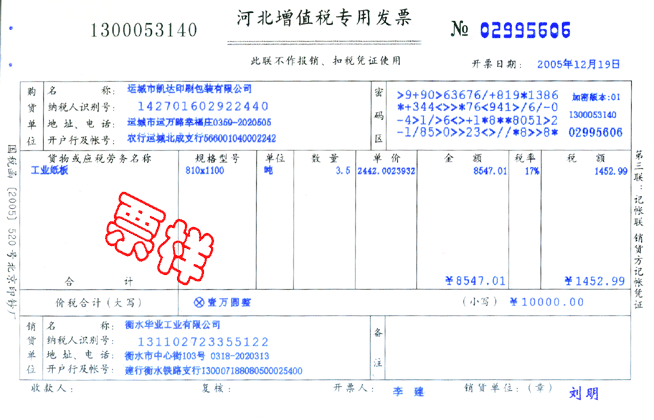 1300053140
河北增值税专用发票
№ 02995606
此联不作报销、扣税凭证使用
开票日期: 2005年12月19日
购货单位
名 称: 运城市凯达印刷包装有限公司
纳税人识别号: 142701602922440
地址、电话: 运城市运万路幸福庄0359-2020505
开户行及帐号: 农行运城北成支行566001040002242
密码区
>9+90>63676/+819*1386
*+344<>>*76<941>/6/-0
-4>1/6<+1*8**8051>2
-1/85>0>>23<>//*8>>8*
加密版本:01
1300053140
02995606
货物或应税劳务名称 规格型号 单位 数 量 单 价 金 额 税率 税 额
工业纸板 810x1100 吨 3.5 2442.0023932 8547.01 17% 1452.99
票样
合 计 ¥8547.01 ¥1452.99
价税合计(大写) ⊗壹万圆整 (小写) ¥10000.00
销货单位
名 称: 衡水华业工业有限公司
纳税人识别号: 131102723355122
地址、电话: 衡水市中心街103号 0318-2020313
开户行及帐号: 建行衡水铁路支行13000718808050025400
备注
收款人: 复核: 开票人: 李建 销货单位:(章) 刘明
国税函〔2005〕520号北京印钞厂
第三联:记帐联 销货方记帐凭证